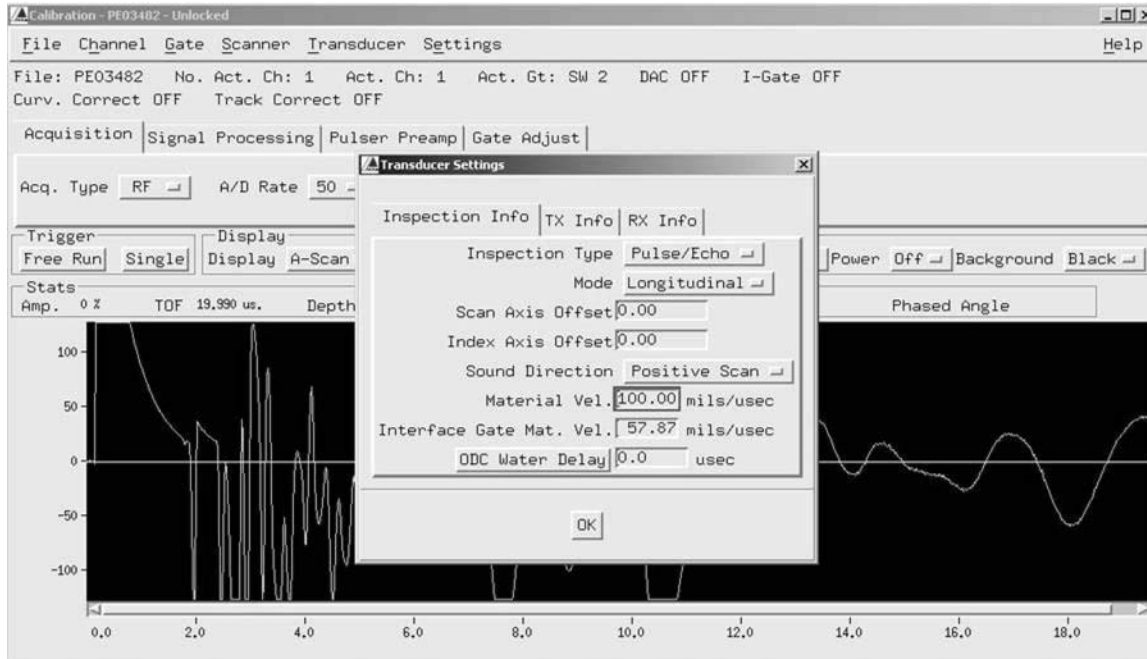 Calibration - PE03482 - Unlocked
File Channel Gate Scanner Transducer Settings Help
File: PE03482 No. Act. Ch: 1 Act. Ch: 1 Act. Gt: SW 2 DAC OFF I-Gate OFF
Curv. Correct OFF Track Correct OFF
Acquisition Signal Processing Pulser Preamp Gate Adjust
Acq. Type RF A/D Rate 50
Trigger Display
Free Run Single Display A-Scan Power Off Background Black
Stats
Amp. 0 % TOF 19.990 us. Depth Phased Angle
Transducer Settings
Inspection Info TX Info RX Info
Inspection Type Pulse/Echo
Mode Longitudinal
Scan Axis Offset 0.00
Index Axis Offset 0.00
Sound Direction Positive Scan
Material Vel. 100.00 mils/usec
Interface Gate Mat. Vel. 57.87 mils/usec
ODC Water Delay 0.0 usec
OK
100
50
0
-50
-100
0.0 2.0 4.0 6.0 8.0 10.0 12.0 14.0 16.0 18.0